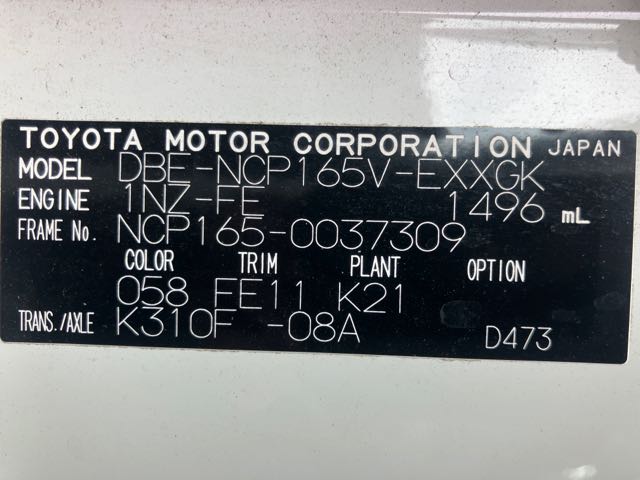 TOYOTA MOTOR CORPORATION JAPAN
MODEL DBE-NCP165V-EXXGK
ENGINE 1NZ-FE 1496 mL
FRAME No. NCP165-0037309
COLOR TRIM PLANT OPTION
058 FE11 K21
TRANS./AXLE K310F -08A D473